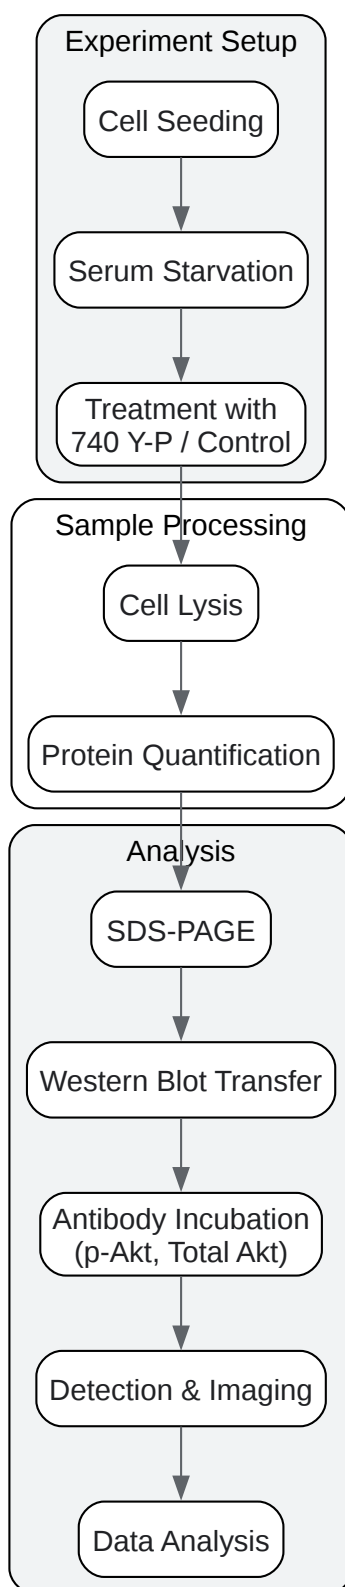 Experiment Setup
Cell Seeding
Serum Starvation
Treatment with
740 Y-P / Control
Sample Processing
Cell Lysis
Protein Quantification
Analysis
SDS-PAGE
Western Blot Transfer
Antibody Incubation
(p-Akt, Total Akt)
Detection & Imaging
Data Analysis